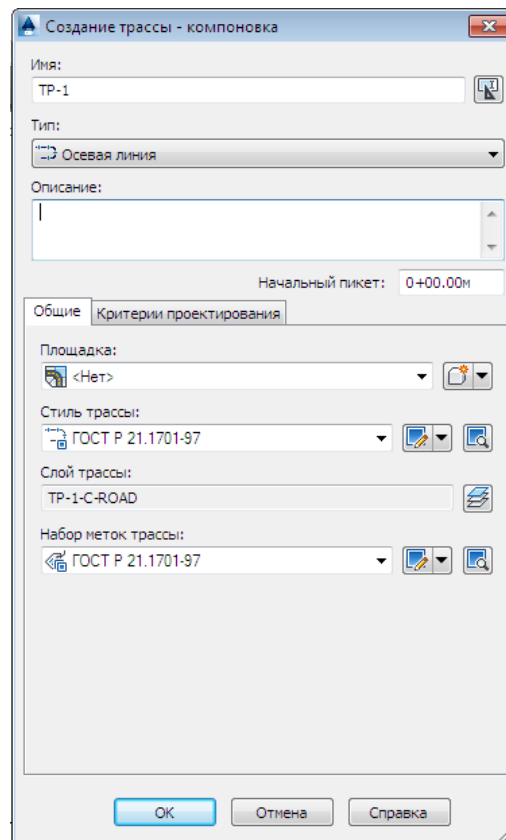 Создание трассы - компоновка
Имя:
ТР-1
Тип:
Осевая линия
Описание:
Начальный пикет: 0+00.00м
Общие Критерии проектирования
Площадка:
<Нет>
Стиль трассы:
ГОСТ Р 21.1701-97
Слой трассы:
ТР-1-C-ROAD
Набор меток трассы:
ГОСТ Р 21.1701-97
ОК Отмена Справка